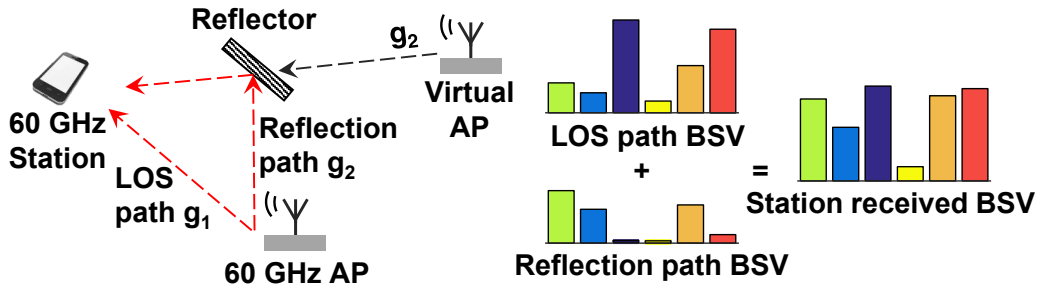 Reflector
g2
Virtual
AP
60 GHz
Station
Reflection
path g2
LOS
path g1
60 GHz AP
LOS path BSV
+
=
Station received BSV
Reflection path BSV